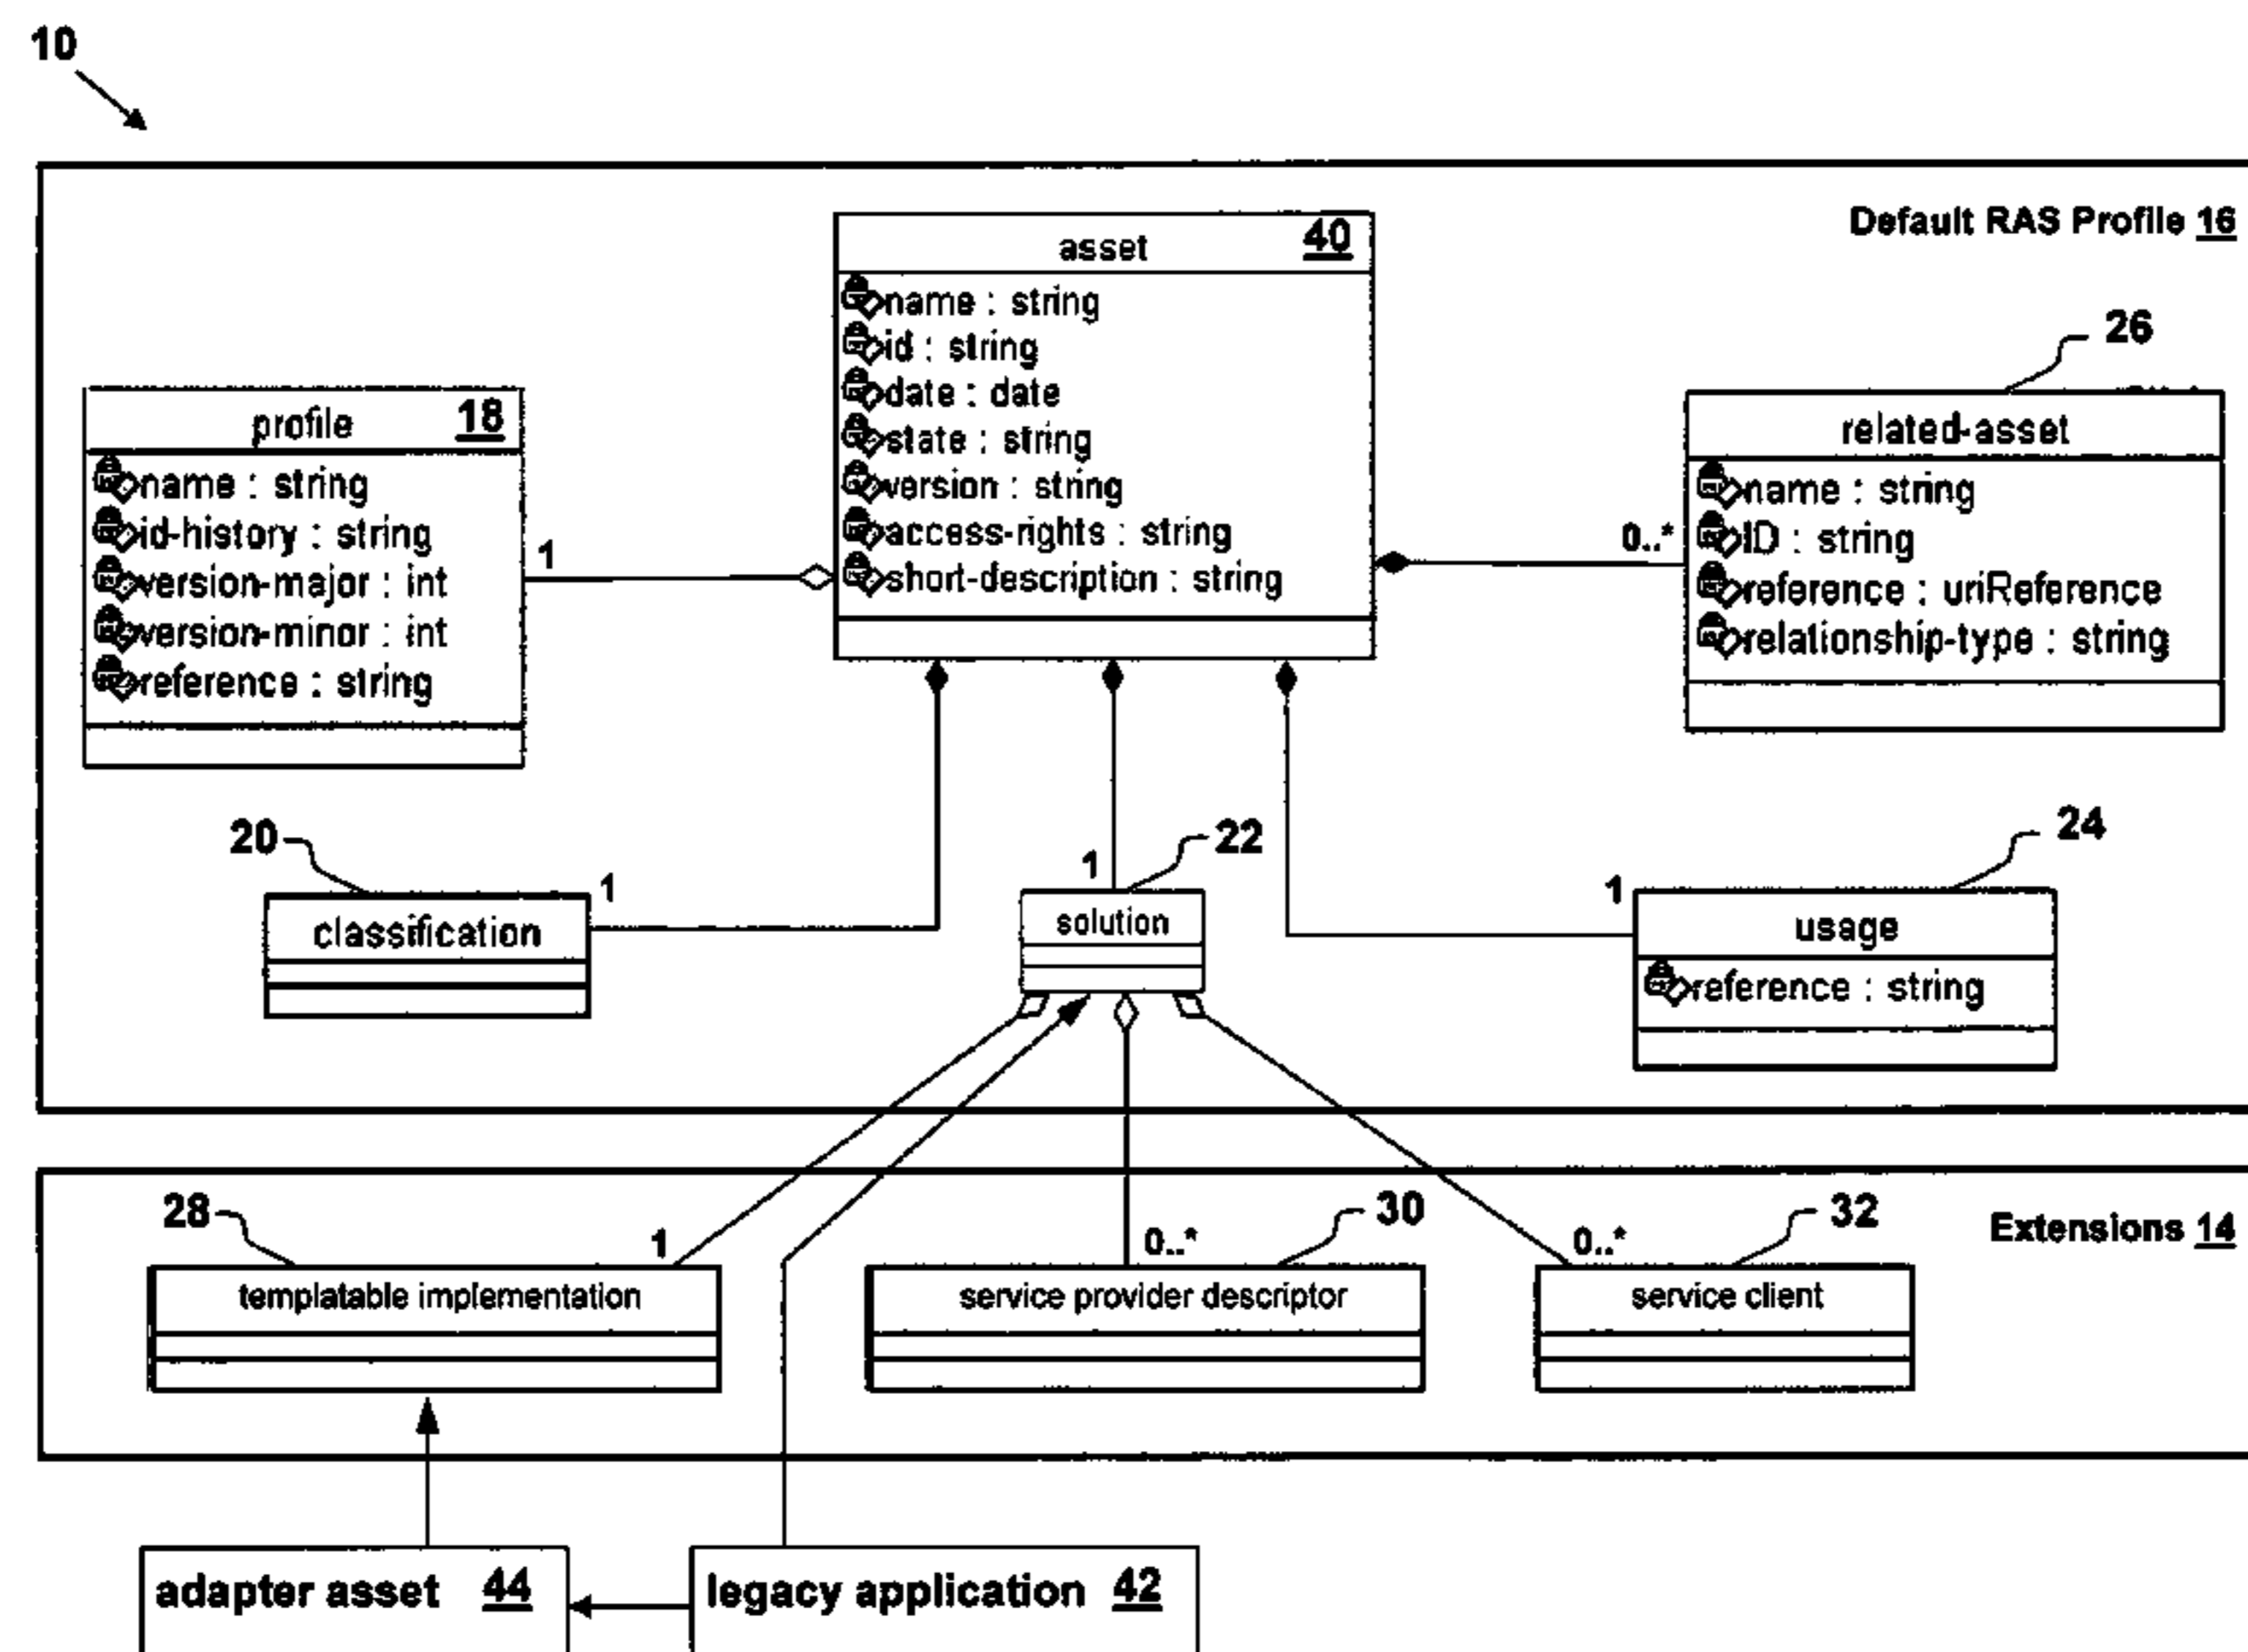 10
Default RAS Profile 16
asset 40
name : string
id : string
date : date
state : string
version : string
access-rights : string
short-description : string
profile 18
name : string
id-history : string
version-major : int
version-minor : int
reference : string
1
26
related-asset
name : string
ID : string
reference : uriReference
relationship-type : string
0..*
20
classification
1
22
1
solution
24
1
usage
reference : string
Extensions 14
28
1
templatable implementation
30
0..*
service provider descriptor
32
0..*
service client
adapter asset 44
legacy application 42